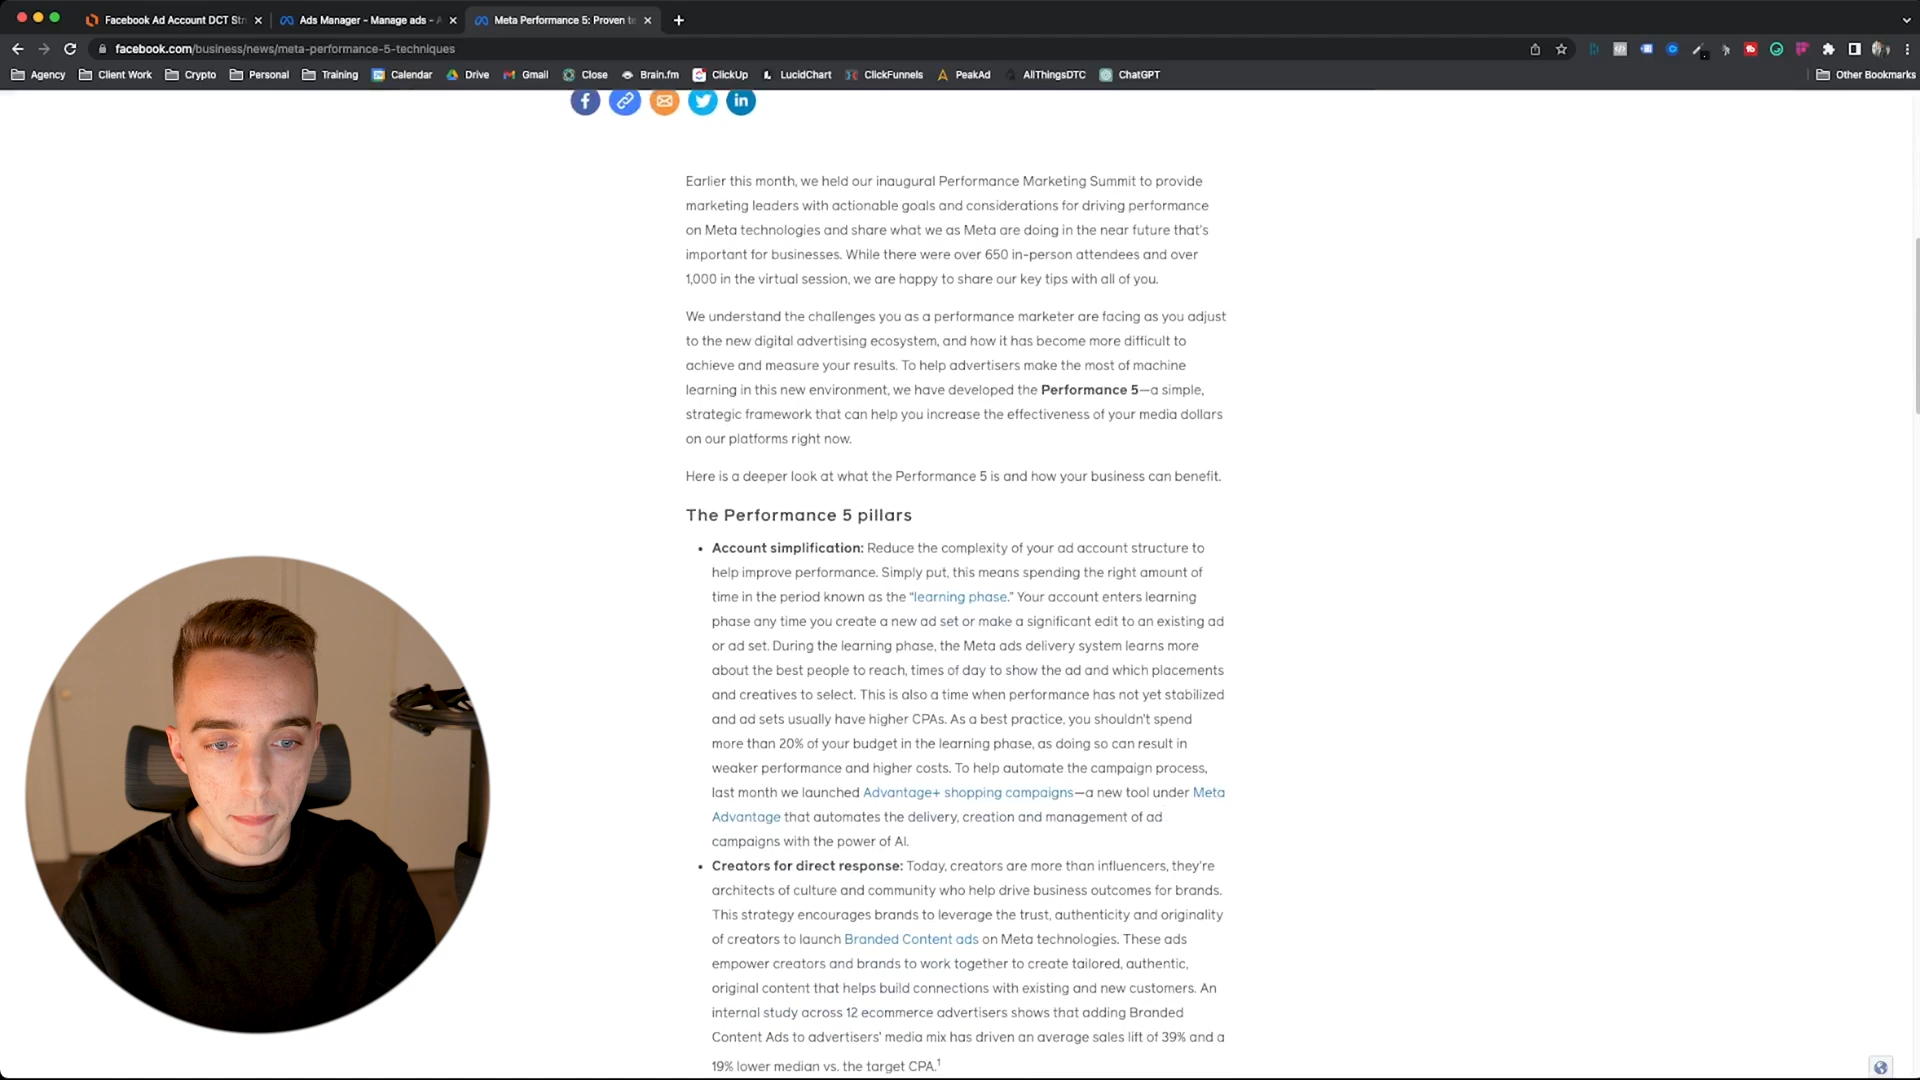 Facebook Ad Account DCT Str
Ads Manager - Manage ads - A
Meta Performance 5: Proven te
facebook.com/business/news/meta-performance-5-techniques
Agency
Client Work
Crypto
Personal
Training
Calendar
Drive
Gmail
Close
Brain.fm
ClickUp
LucidChart
ClickFunnels
PeakAd
AllThingsDTC
ChatGPT
Other Bookmarks
Earlier this month, we held our inaugural Performance Marketing Summit to provide
marketing leaders with actionable goals and considerations for driving performance
on Meta technologies and share what we as Meta are doing in the near future that's
important for businesses. While there were over 650 in-person attendees and over
1,000 in the virtual session, we are happy to share our key tips with all of you.
We understand the challenges you as a performance marketer are facing as you adjust
to the new digital advertising ecosystem, and how it has become more difficult to
achieve and measure your results. To help advertisers make the most of machine
learning in this new environment, we have developed the Performance 5—a simple,
strategic framework that can help you increase the effectiveness of your media dollars
on our platforms right now.
Here is a deeper look at what the Performance 5 is and how your business can benefit.
The Performance 5 pillars
• Account simplification: Reduce the complexity of your ad account structure to
help improve performance. Simply put, this means spending the right amount of
time in the period known as the “learning phase.” Your account enters learning
phase any time you create a new ad set or make a significant edit to an existing ad
or ad set. During the learning phase, the Meta ads delivery system learns more
about the best people to reach, times of day to show the ad and which placements
and creatives to select. This is also a time when performance has not yet stabilized
and ad sets usually have higher CPAs. As a best practice, you shouldn't spend
more than 20% of your budget in the learning phase, as doing so can result in
weaker performance and higher costs. To help automate the campaign process,
last month we launched Advantage+ shopping campaigns—a new tool under Meta
Advantage that automates the delivery, creation and management of ad
campaigns with the power of AI.
• Creators for direct response: Today, creators are more than influencers, they're
architects of culture and community who help drive business outcomes for brands.
This strategy encourages brands to leverage the trust, authenticity and originality
of creators to launch Branded Content ads on Meta technologies. These ads
empower creators and brands to work together to create tailored, authentic,
original content that helps build connections with existing and new customers. An
internal study across 12 ecommerce advertisers shows that adding Branded
Content Ads to advertisers' media mix has driven an average sales lift of 39% and a
19% lower median vs. the target CPA.¹